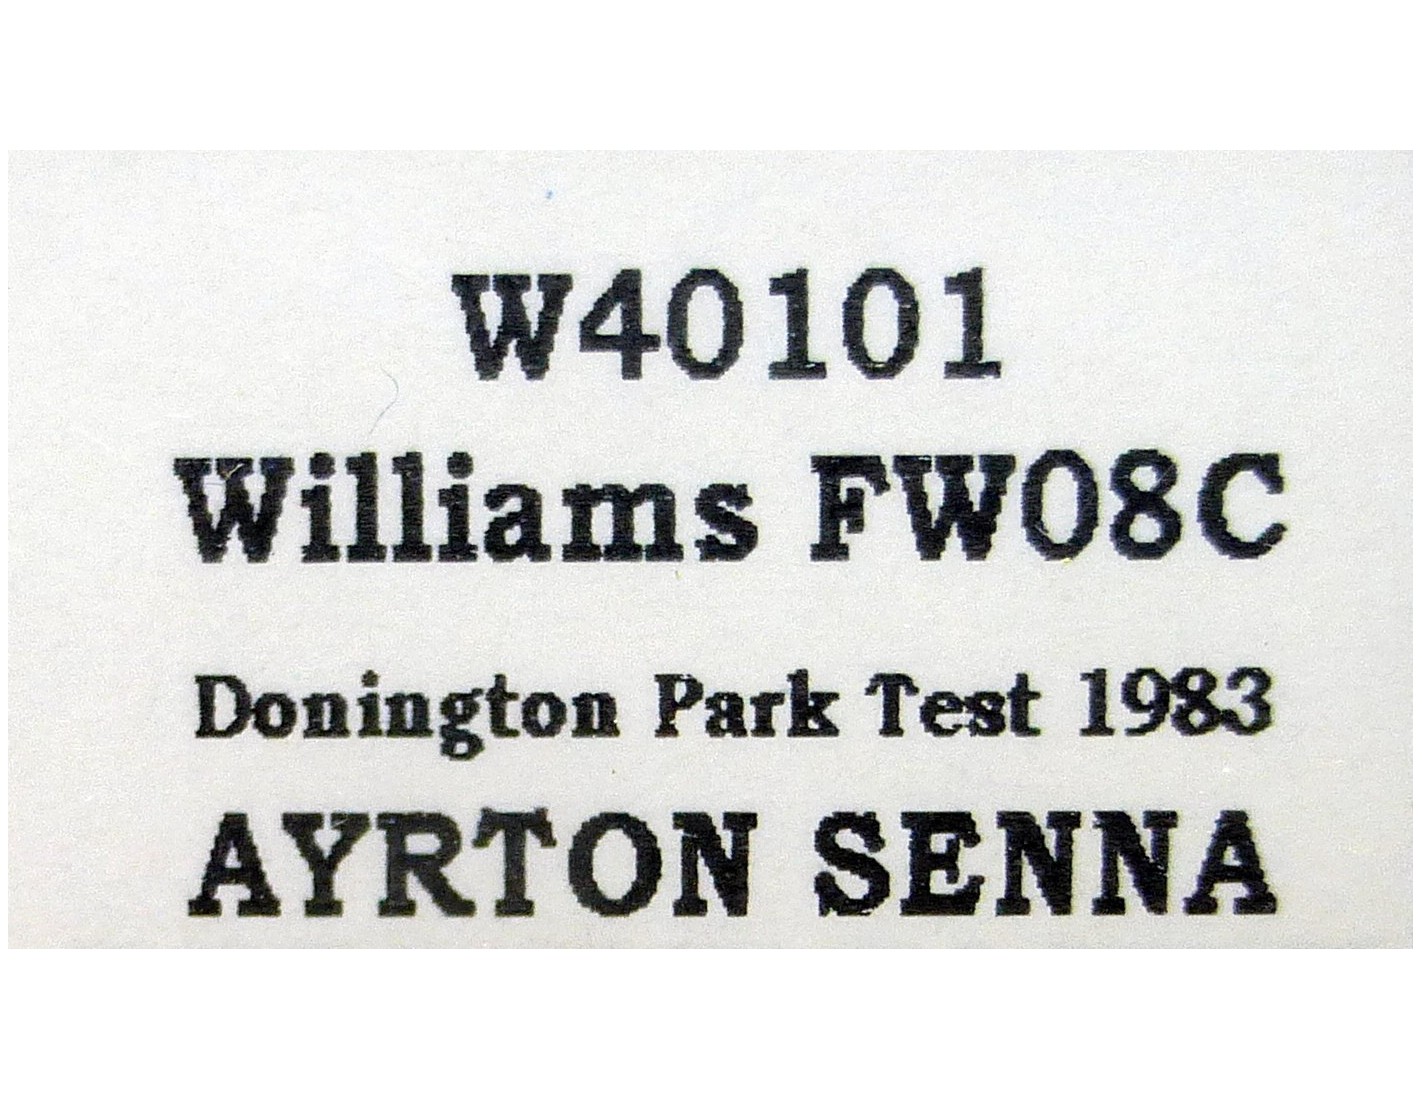 W40101
Williams FW08C
Donington Park Test 1983
AYRTON SENNA